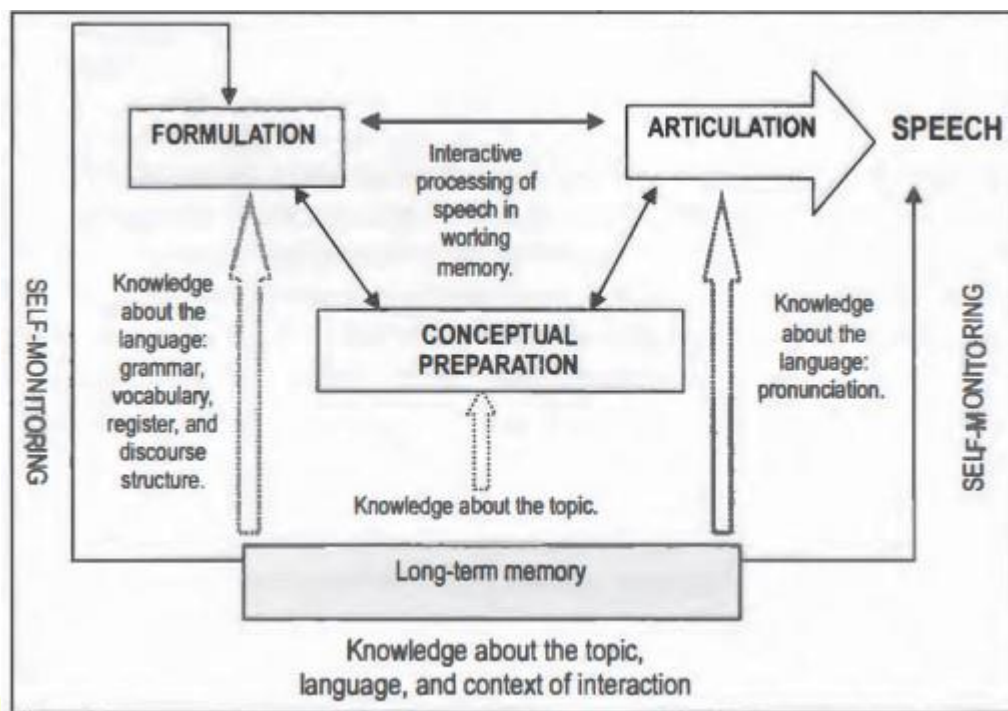 FORMULATION
ARTICULATION
SPEECH
Interactive
processing of
speech in
working
memory.
SELF-MONITORING
Knowledge
about the
language:
grammar,
vocabulary,
register, and
discourse
structure.
CONCEPTUAL
PREPARATION
Knowledge
about the
language:
pronunciation.
SELF-MONITORING
Knowledge about the topic.
Long-term memory
Knowledge about the topic,
language, and context of interaction